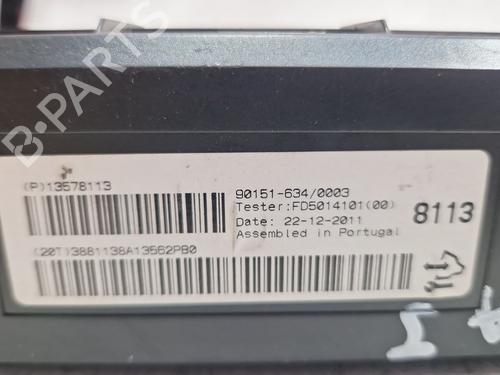 B-PARTS
(P)13578113
90151-634/0003
Tester:FD5014101(00)
Date: 22-12-2011
Assembled in Portugal
8113
(20T)3881138A13562PB0